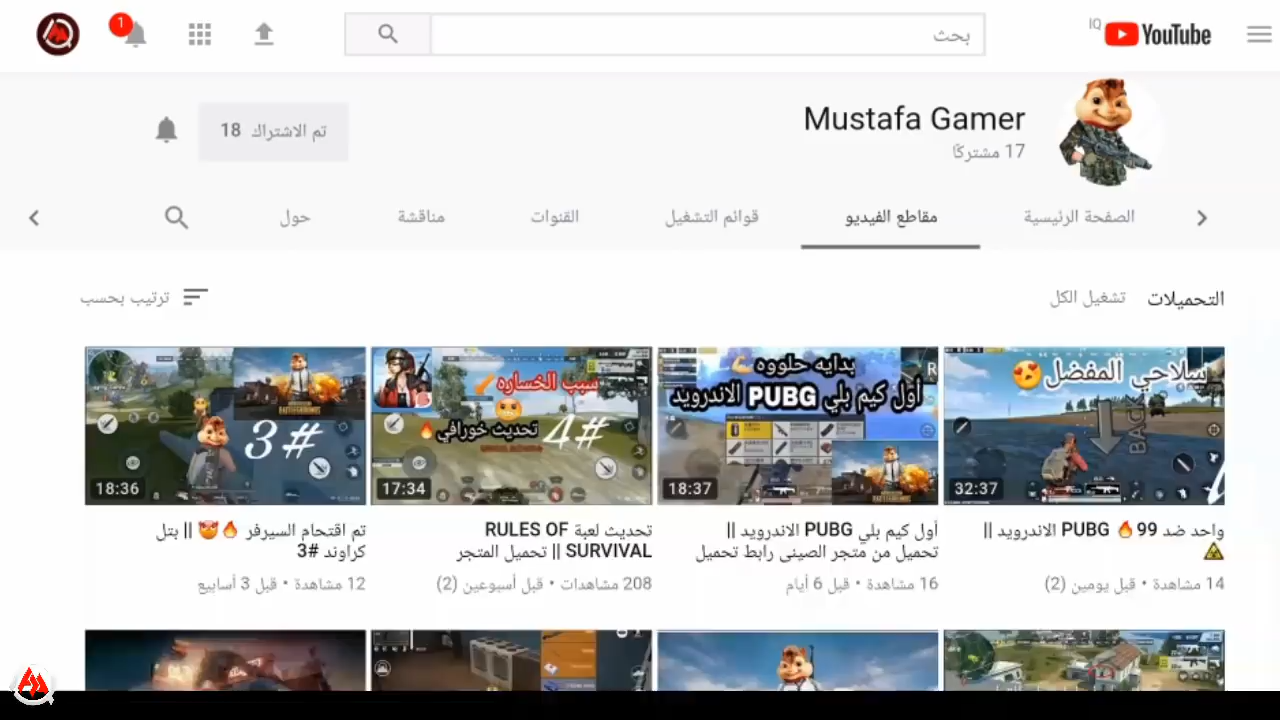 IQ
YouTube
بحث
1
Mustafa Gamer
17 مشتركًا
تم الاشتراك 18
الصفحة الرئيسية
مقاطع الفيديو
قوائم التشغيل
القنوات
مناقشة
حول
التحميلات
تشغيل الكل
ترتيب بحسب
سلاحي المفضل
BACK
32:37
بدايه حلووه
أول كيم بلي PUBG الاندرويد
18:37
سبب الخساره
4#
تحديث خورافي
17:34
3#
18:36
واحد ضد 99 🔥 PUBG الاندرويد ||
14 مشاهدة • قبل يومين (2)
أول كيم بلي PUBG الاندرويد ||
تحميل من متجر الصيني رابط تحميل
16 مشاهدة • قبل 6 أيام
تحديث لعبة RULES OF
SURVIVAL || تحميل المتجر
208 مشاهدات • قبل أسبوعين (2)
تم اقتحام السيرفر 🔥😻 || بتل
كراوند #3
12 مشاهدة • قبل 3 أسابيع